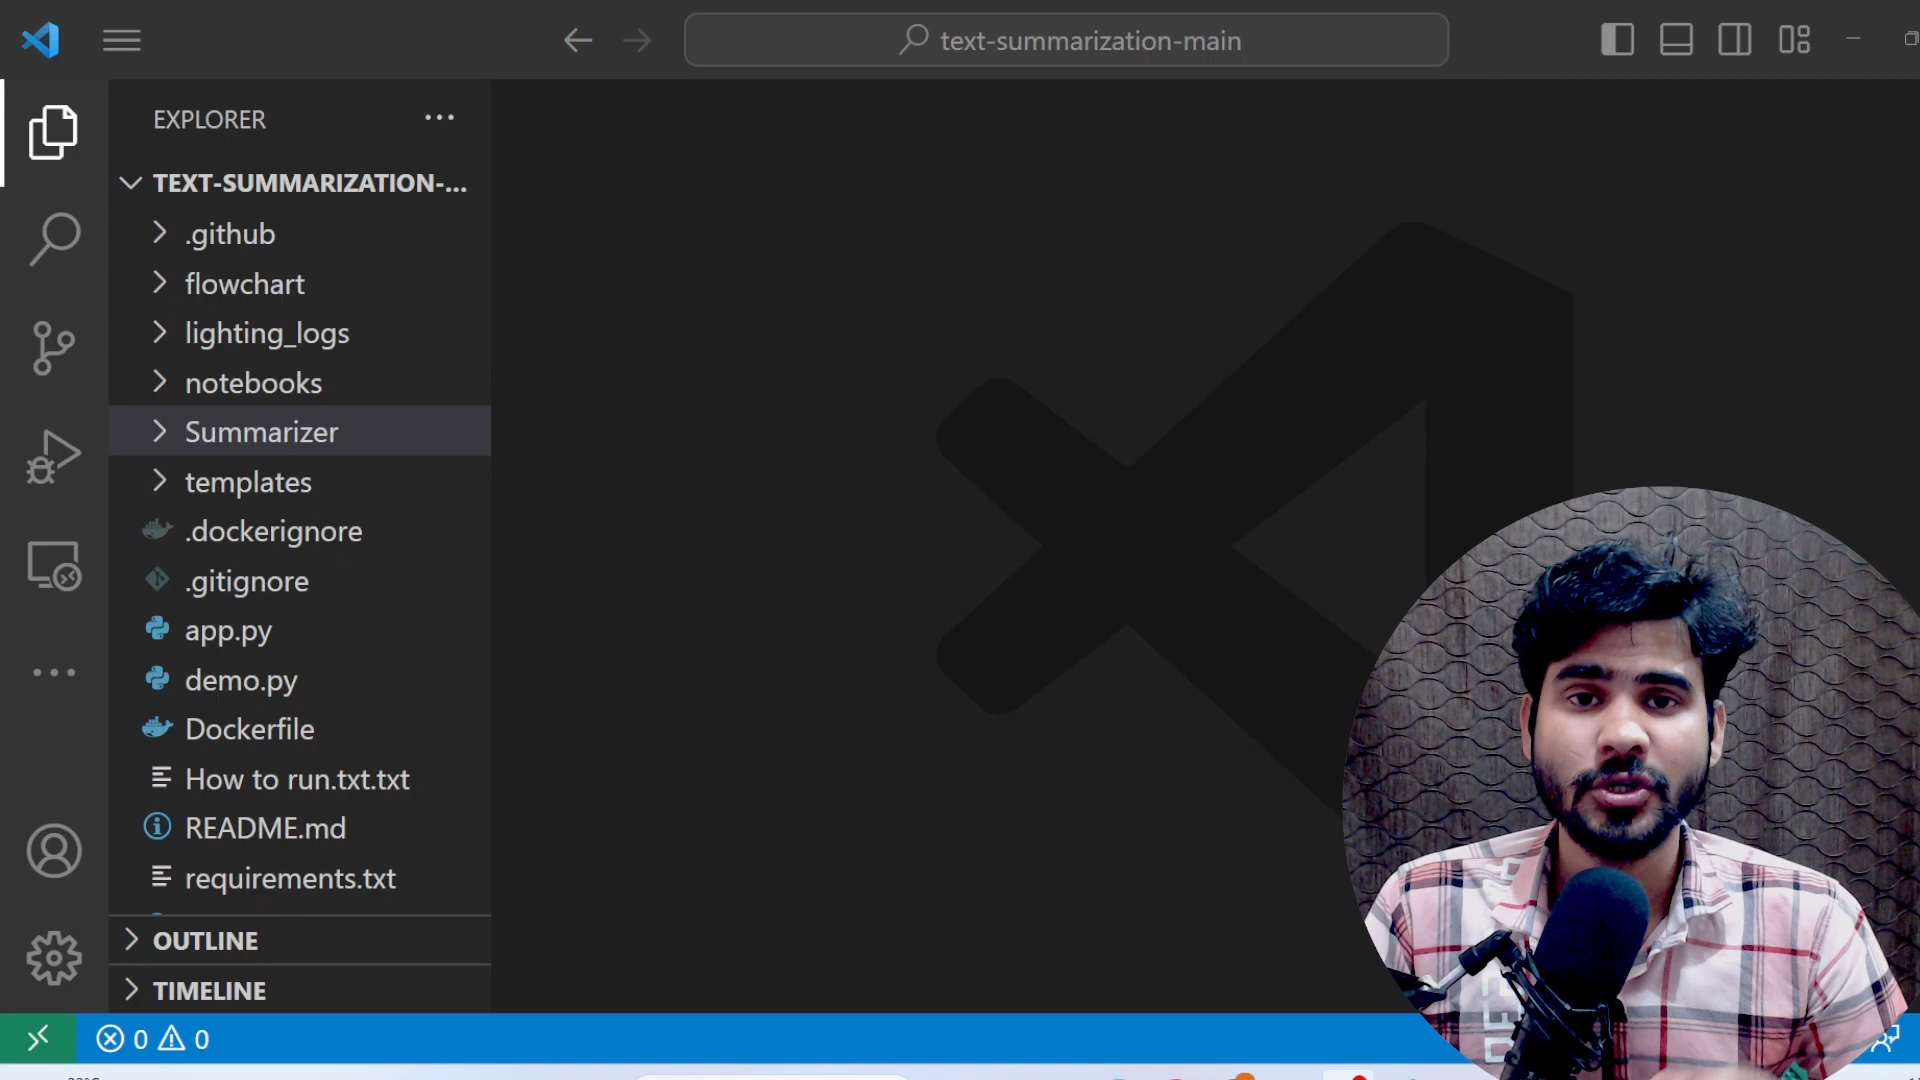 text-summarization-main
EXPLORER
TEXT-SUMMARIZATION-...
.github
flowchart
lighting_logs
notebooks
Summarizer
templates
.dockerignore
.gitignore
app.py
demo.py
Dockerfile
How to run.txt.txt
README.md
requirements.txt
OUTLINE
TIMELINE
0 0